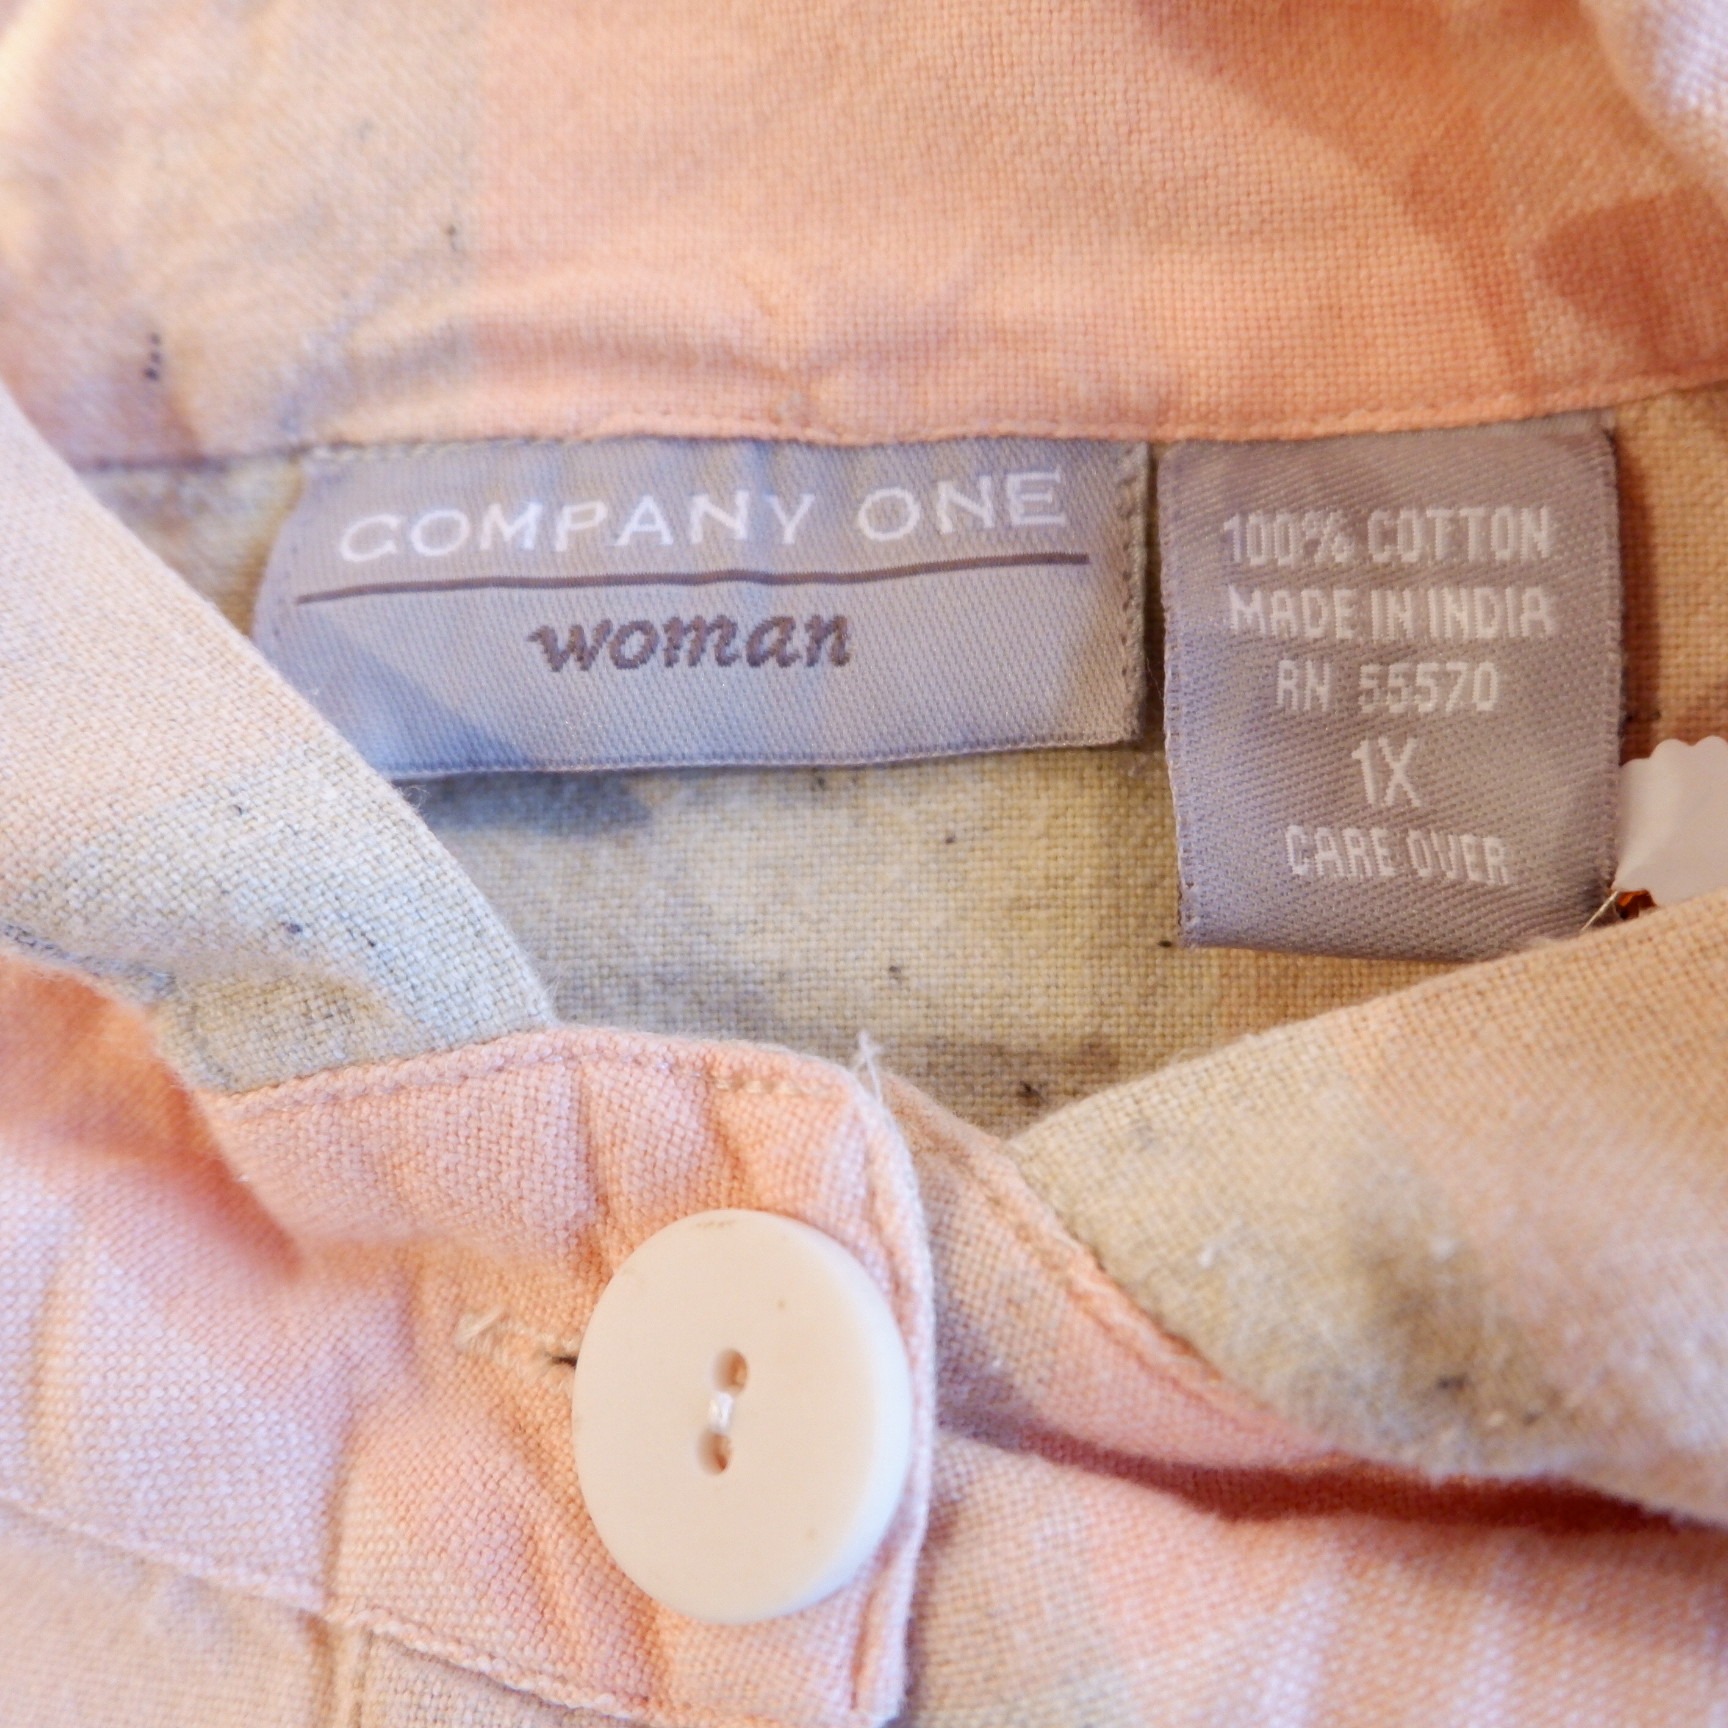 COMPANY ONE
woman
100% COTTON
MADE IN INDIA
RN 55570
1X
CARE OVER